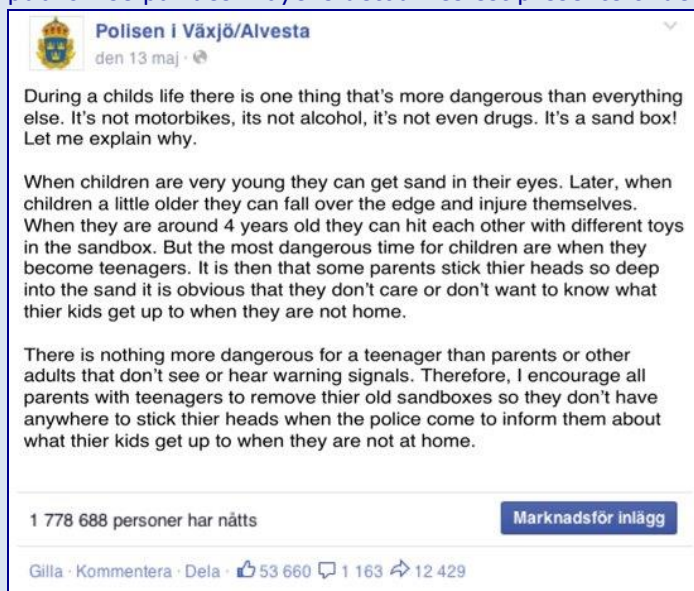 Polisen i Växjö/Alvesta
den 13 maj ·
During a childs life there is one thing that's more dangerous than everything
else. It's not motorbikes, its not alcohol, it's not even drugs. It's a sand box!
Let me explain why.
When children are very young they can get sand in their eyes. Later, when
children a little older they can fall over the edge and injure themselves.
When they are around 4 years old they can hit each other with different toys
in the sandbox. But the most dangerous time for children are when they
become teenagers. It is then that some parents stick thier heads so deep
into the sand it is obvious that they don't care or don't want to know what
thier kids get up to when they are not home.
There is nothing more dangerous for a teenager than parents or other
adults that don't see or hear warning signals. Therefore, I encourage all
parents with teenagers to remove thier old sandboxes so they don't have
anywhere to stick thier heads when the police come to inform them about
what thier kids get up to when they are not at home.
1 778 688 personer har nåtts
Marknadsför inlägg
Gilla · Kommentera · Dela · 53 660 1 163 12 429